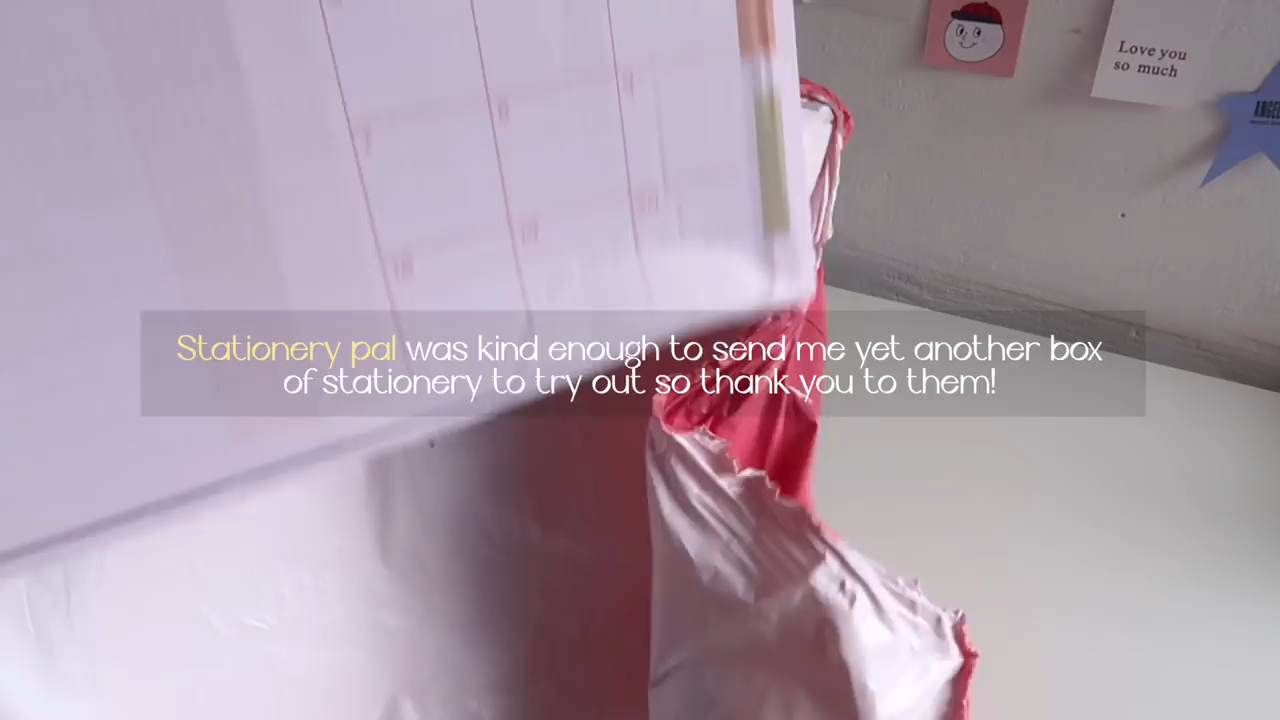 Love you
so much
Stationery pal was kind enough to send me yet another box
of stationery to try out so thank you to them!